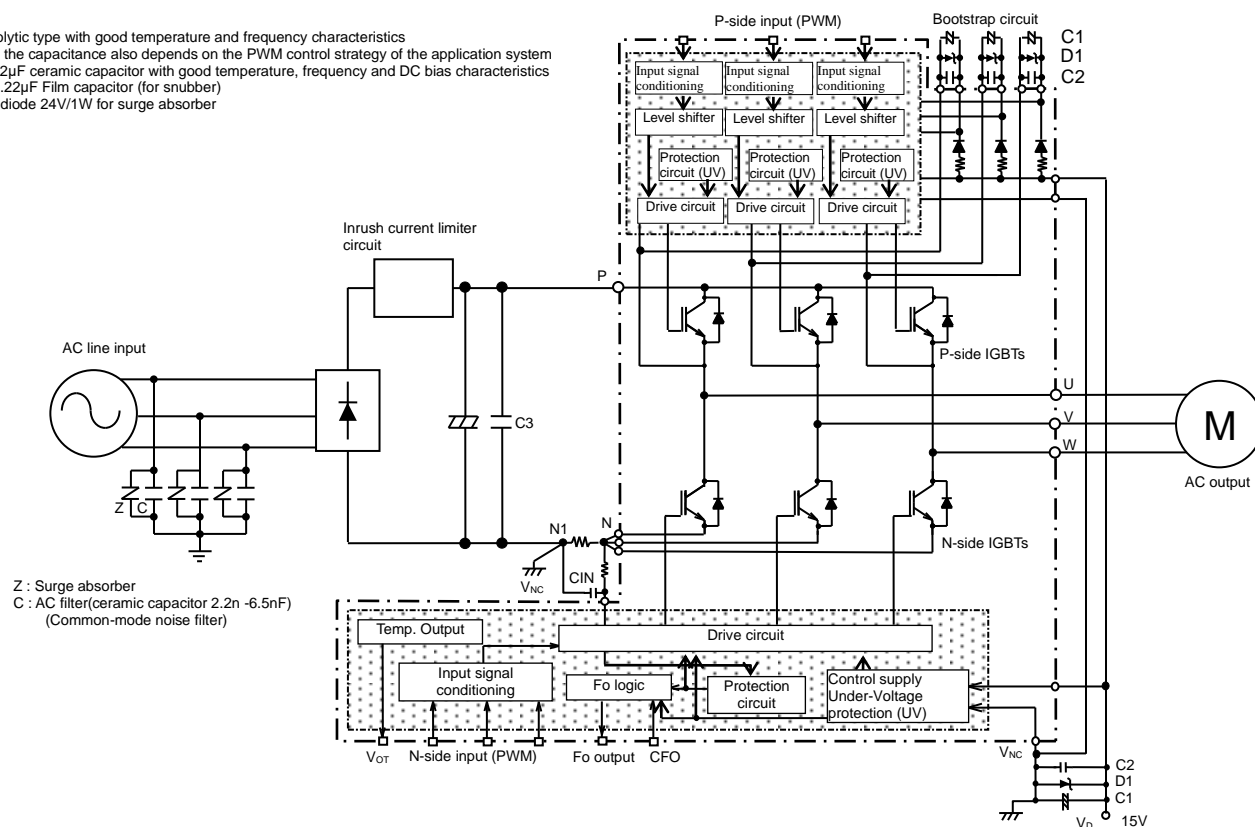 olytic type with good temperature and frequency characteristics
the capacitance also depends on the PWM control strategy of the application system
2µF ceramic capacitor with good temperature, frequency and DC bias characteristics
.22µF Film capacitor (for snubber)
diode 24V/1W for surge absorber
P-side input (PWM)
Bootstrap circuit
C1
D1
C2
Input signal
conditioning
Input signal
conditioning
Input signal
conditioning
Level shifter
Level shifter
Level shifter
Protection
circuit (UV)
Protection
circuit (UV)
Protection
circuit (UV)
Drive circuit
Drive circuit
Drive circuit
Inrush current limiter
circuit
P
AC line input
P-side IGBTs
U
V
W
M
AC output
C3
Z
C
N1
N
N-side IGBTs
VNC
CIN
Z : Surge absorber
C : AC filter(ceramic capacitor 2.2n -6.5nF)
(Common-mode noise filter)
Temp. Output
Drive circuit
Input signal
conditioning
Fo logic
Protection
circuit
Control supply
Under-Voltage
protection (UV)
VOT
N-side input (PWM)
Fo output
CFO
VNC
C2
D1
C1
VD
15V